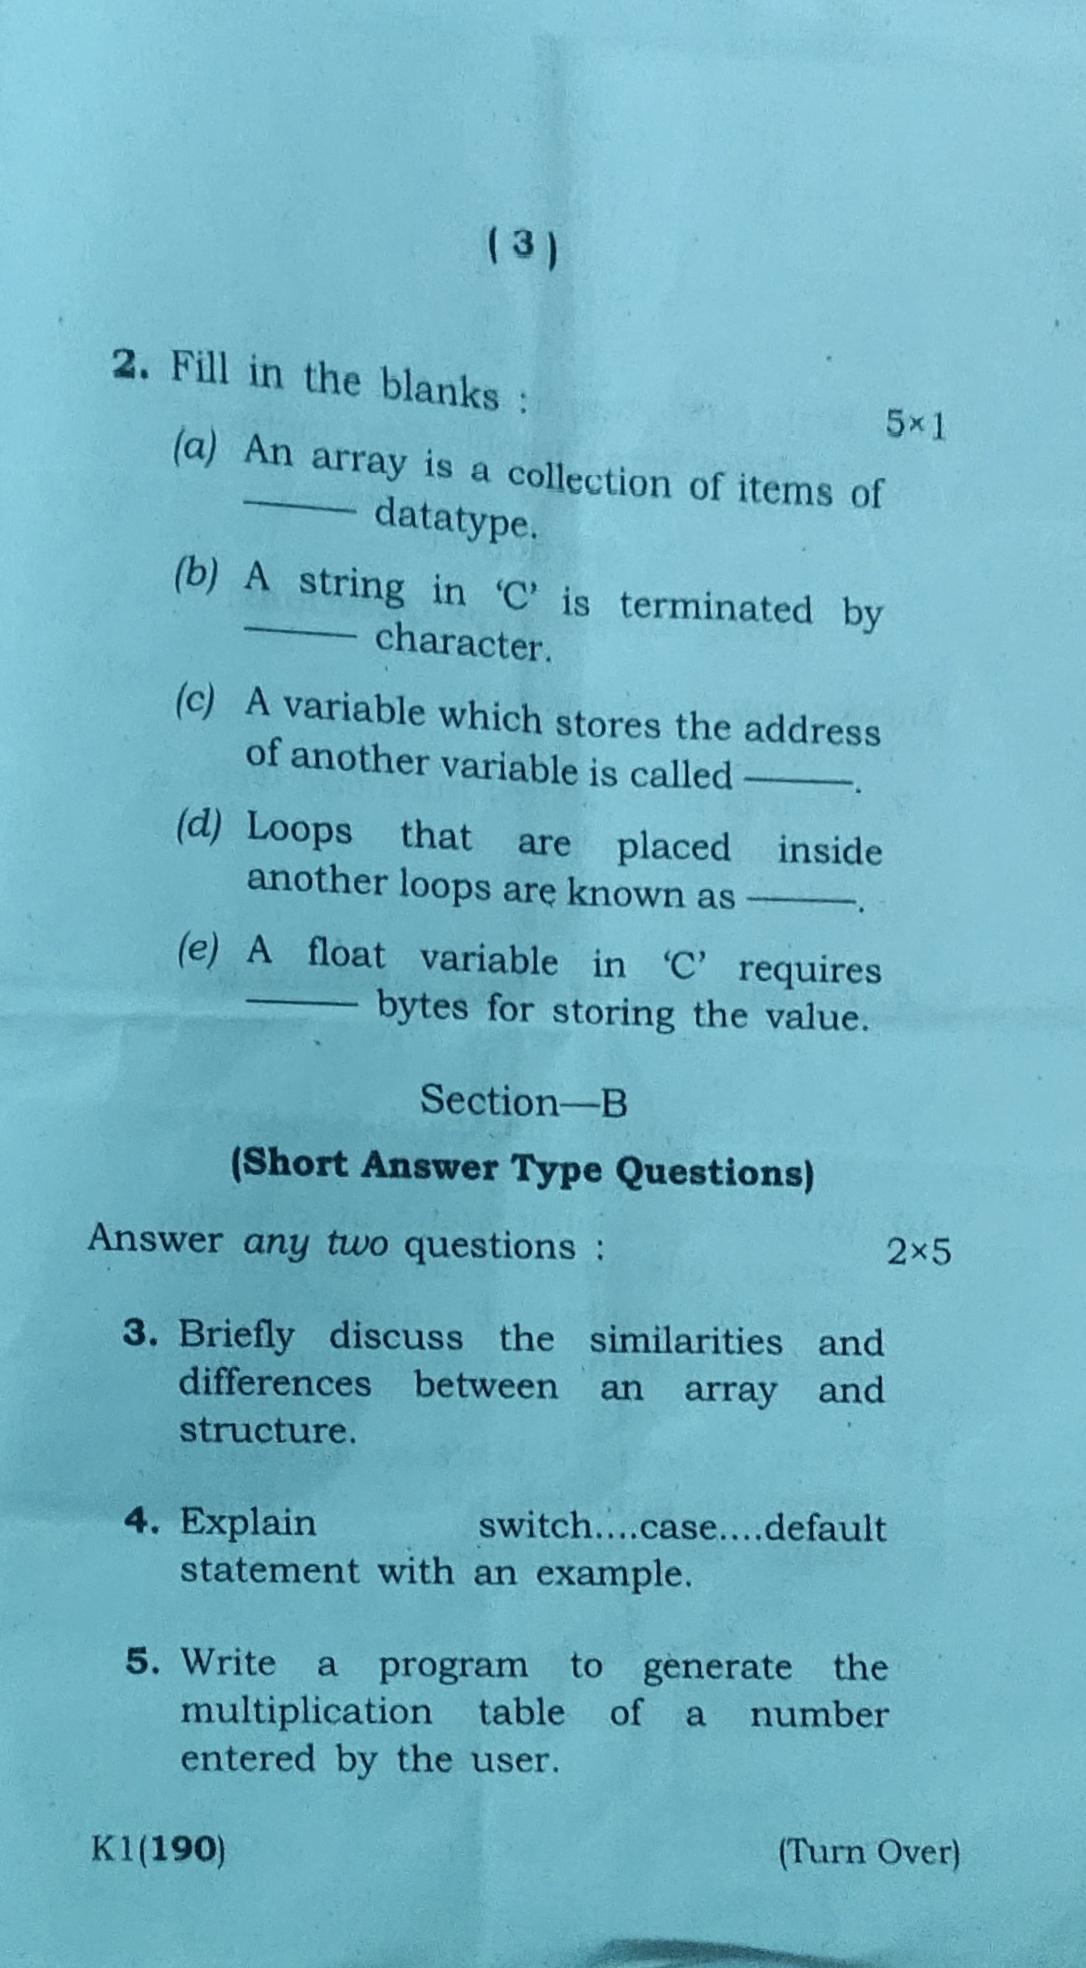 ( 3 )
2. Fill in the blanks :
5×1
(a) An array is a collection of items of
——— datatype.
(b) A string in ‘C’ is terminated by
——— character.
(c) A variable which stores the address
of another variable is called ———.
(d) Loops that are placed inside
another loops are known as ———.
(e) A float variable in ‘C’ requires
——— bytes for storing the value.
Section—B
(Short Answer Type Questions)
Answer any two questions : 2×5
3. Briefly discuss the similarities and
differences between an array and
structure.
4. Explain switch....case....default
statement with an example.
5. Write a program to generate the
multiplication table of a number
entered by the user.
K1(190) (Turn Over)